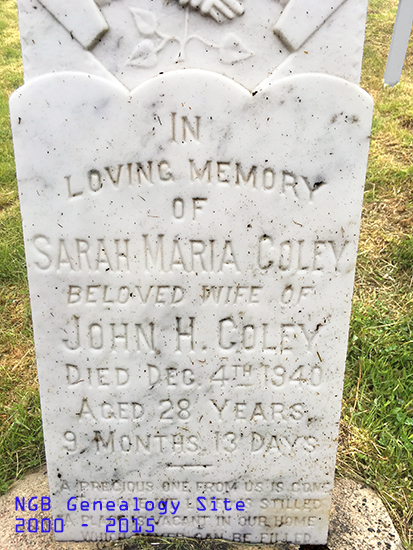 IN
LOVING MEMORY
OF
SARAH MARIA COLEY
BELOVED WIFE OF
JOHN H. COLEY
DIED DEC. 4TH 1940
AGED 28 YEARS
9 MONTHS 13 DAYS
A PRECIOUS ONE FROM US IS GONE
STILLED
VACANT IN OUR HOME
CAN BE FILLED
NGB Genealogy Site
2000 - 2015